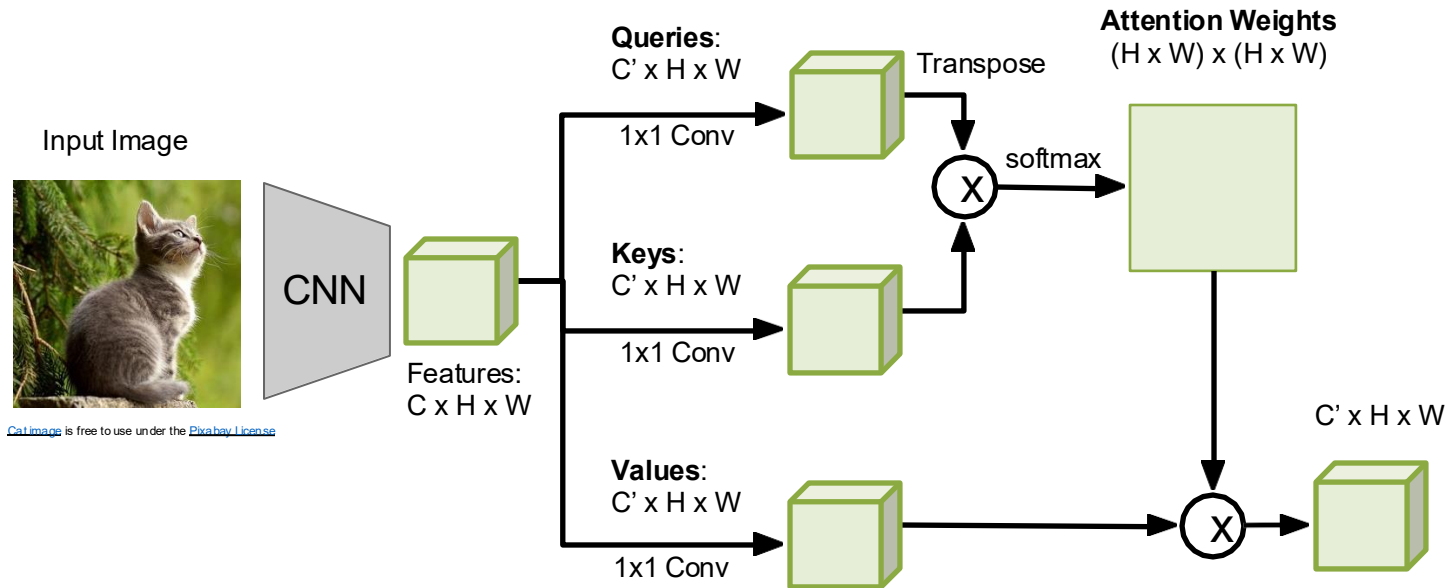 Input Image
Cat image is free to use under the Pixabay License
CNN
Features:
C x H x W
Queries:
C’ x H x W
1x1 Conv
Keys:
C’ x H x W
1x1 Conv
Values:
C’ x H x W
1x1 Conv
Transpose
X
softmax
Attention Weights
(H x W) x (H x W)
X
C’ x H x W